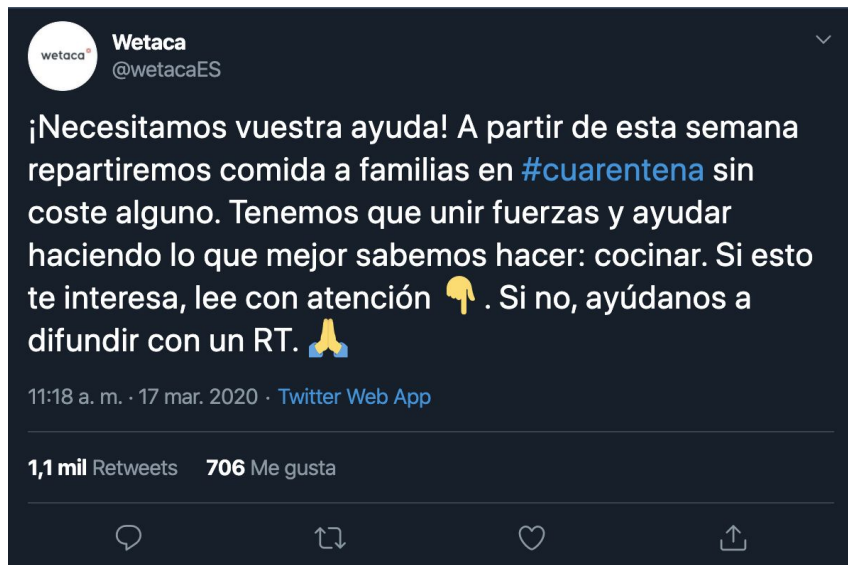 wetaca
Wetaca
@wetacaES
¡Necesitamos vuestra ayuda! A partir de esta semana
repartiremos comida a familias en #cuarentena sin
coste alguno. Tenemos que unir fuerzas y ayudar
haciendo lo que mejor sabemos hacer: cocinar. Si esto
te interesa, lee con atención 👇 . Si no, ayúdanos a
difundir con un RT. 🙏
11:18 a. m. · 17 mar. 2020 · Twitter Web App
1,1 mil Retweets 706 Me gusta